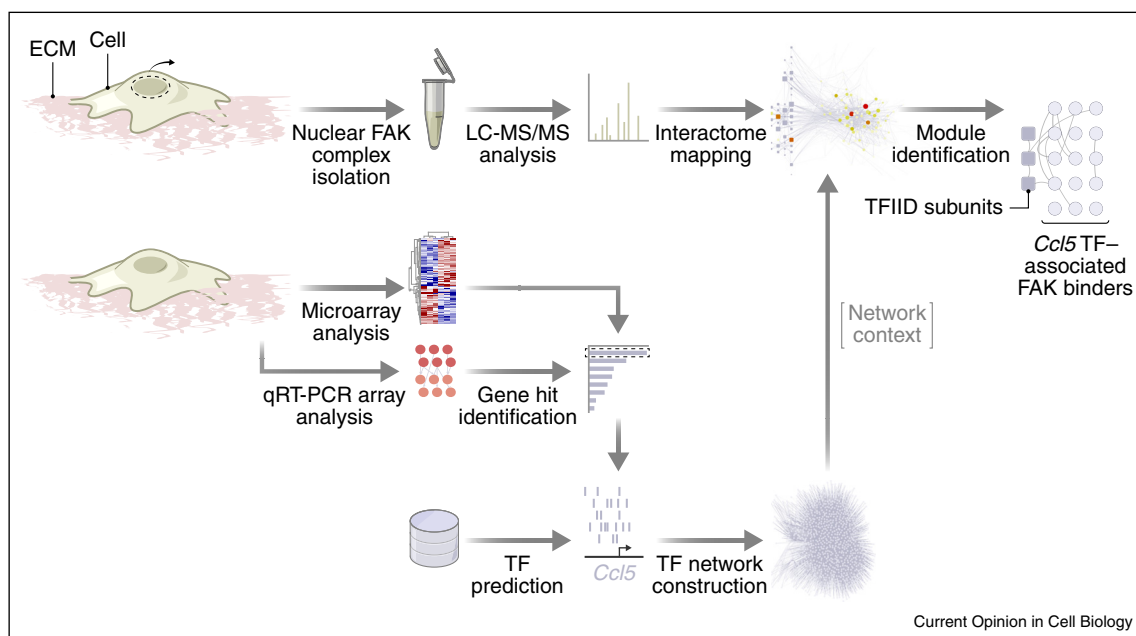 ECM
Cell
Nuclear FAK
complex
isolation
LC-MS/MS
analysis
Interactome
mapping
Module
identification
TFIID subunits
Ccl5 TF–
associated
FAK binders
Microarray
analysis
[Network
context]
qRT-PCR array
analysis
Gene hit
identification
TF
prediction
Ccl5
TF network
construction
Current Opinion in Cell Biology